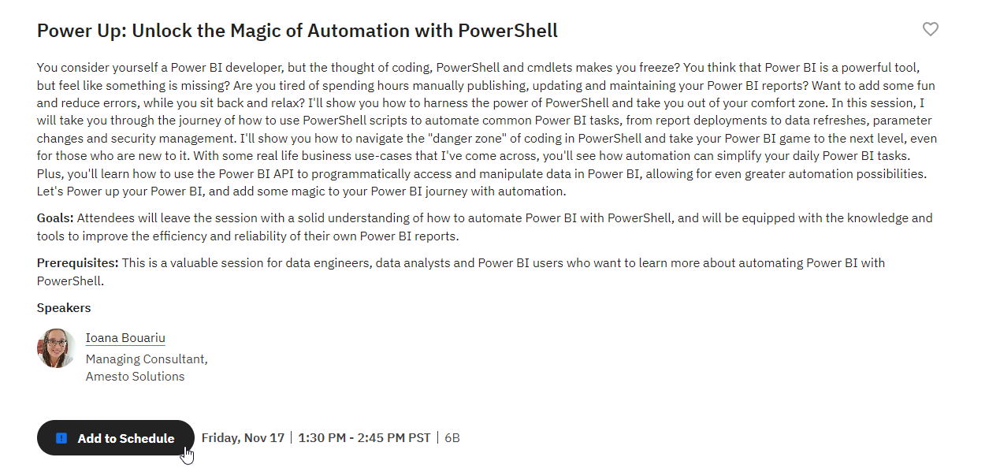 Power Up: Unlock the Magic of Automation with PowerShell
You consider yourself a Power BI developer, but the thought of coding, PowerShell and cmdlets makes you freeze? You think that Power BI is a powerful tool,
but feel like something is missing? Are you tired of spending hours manually publishing, updating and maintaining your Power BI reports? Want to add some fun
and reduce errors, while you sit back and relax? I'll show you how to harness the power of PowerShell and take you out of your comfort zone. In this session, I
will take you through the journey of how to use PowerShell scripts to automate common Power BI tasks, from report deployments to data refreshes, parameter
changes and security management. I'll show you how to navigate the "danger zone" of coding in PowerShell and take your Power BI game to the next level, even
for those who are new to it. With some real life business use-cases that I've come across, you'll see how automation can simplify your daily Power BI tasks.
Plus, you'll learn how to use the Power BI API to programmatically access and manipulate data in Power BI, allowing for even greater automation possibilities.
Let's Power up your Power BI, and add some magic to your Power BI journey with automation.
Goals: Attendees will leave the session with a solid understanding of how to automate Power BI with PowerShell, and will be equipped with the knowledge and
tools to improve the efficiency and reliability of their own Power BI reports.
Prerequisites: This is a valuable session for data engineers, data analysts and Power BI users who want to learn more about automating Power BI with
PowerShell.
Speakers
Ioana Bouariu
Managing Consultant,
Amesto Solutions
Add to Schedule Friday, Nov 17 | 1:30 PM - 2:45 PM PST | 6B